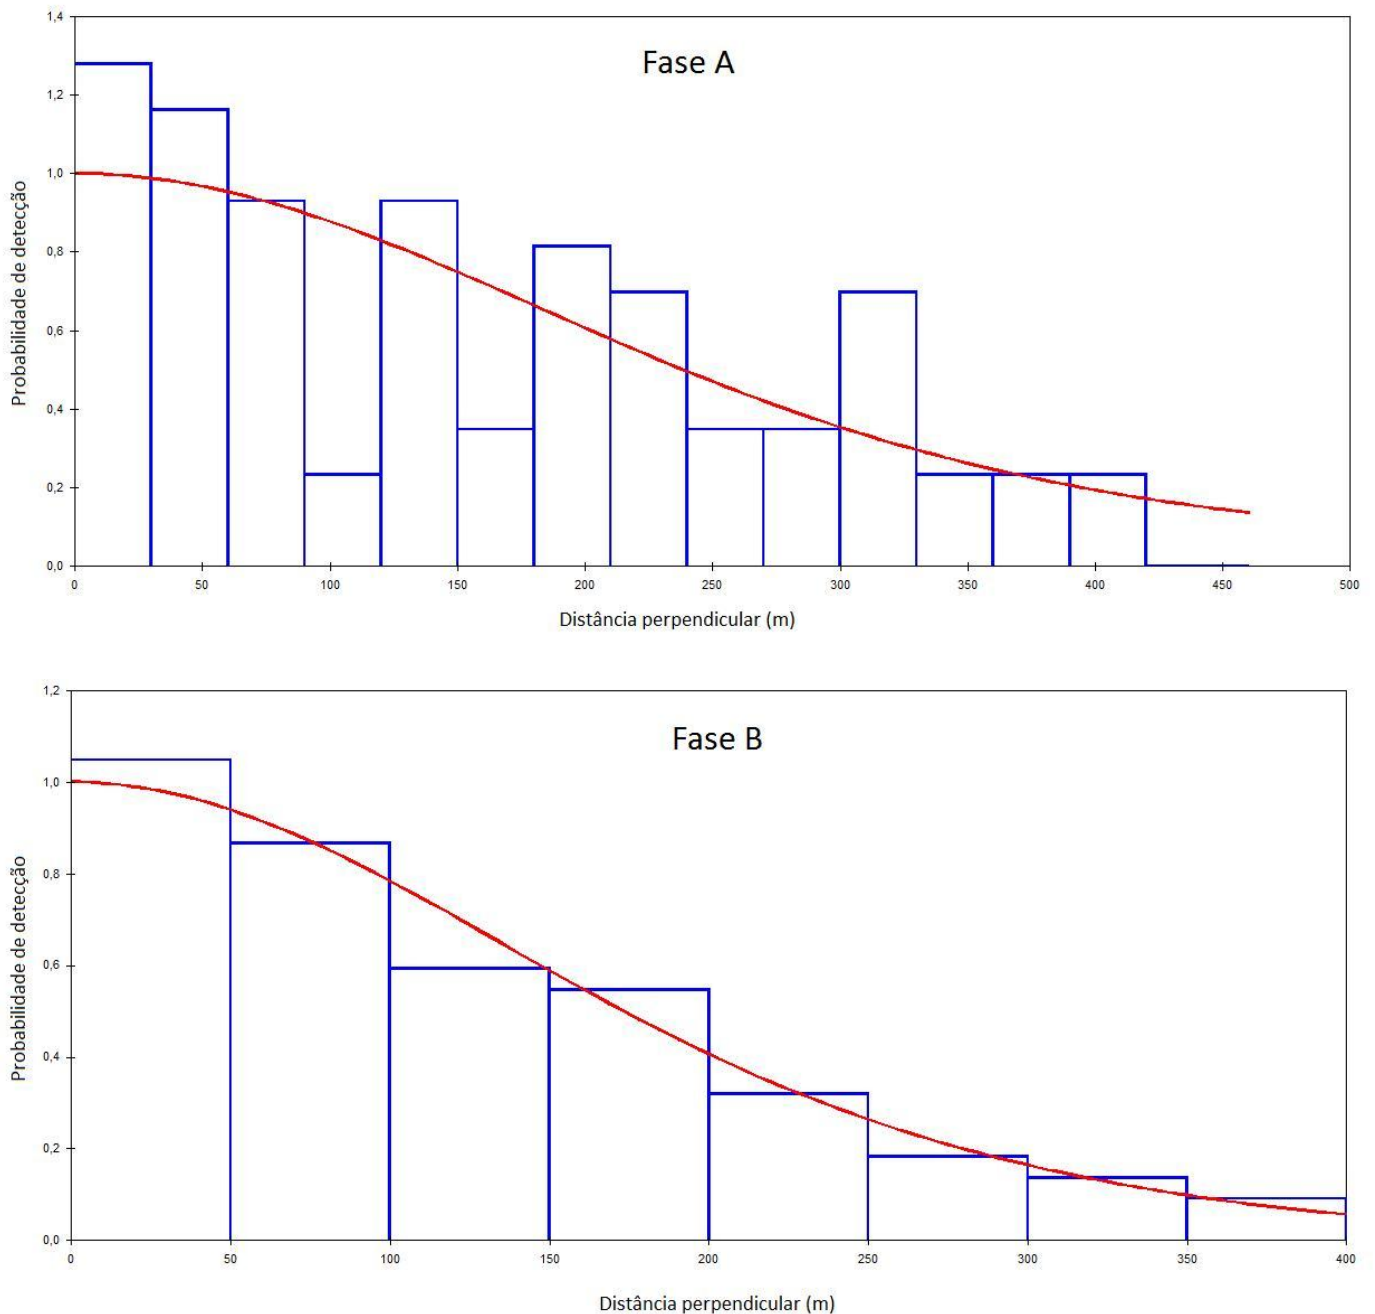 Fase A
Probabilidade de detecção
1,4
1,2
1,0
0,8
0,6
0,4
0,2
0,0
0 50 100 150 200 250 300 350 400 450 500
Distância perpendicular (m)
Fase B
Probabilidade de detecção
1,2
1,0
0,8
0,6
0,4
0,2
0,0
0 50 100 150 200 250 300 350 400
Distância perpendicular (m)